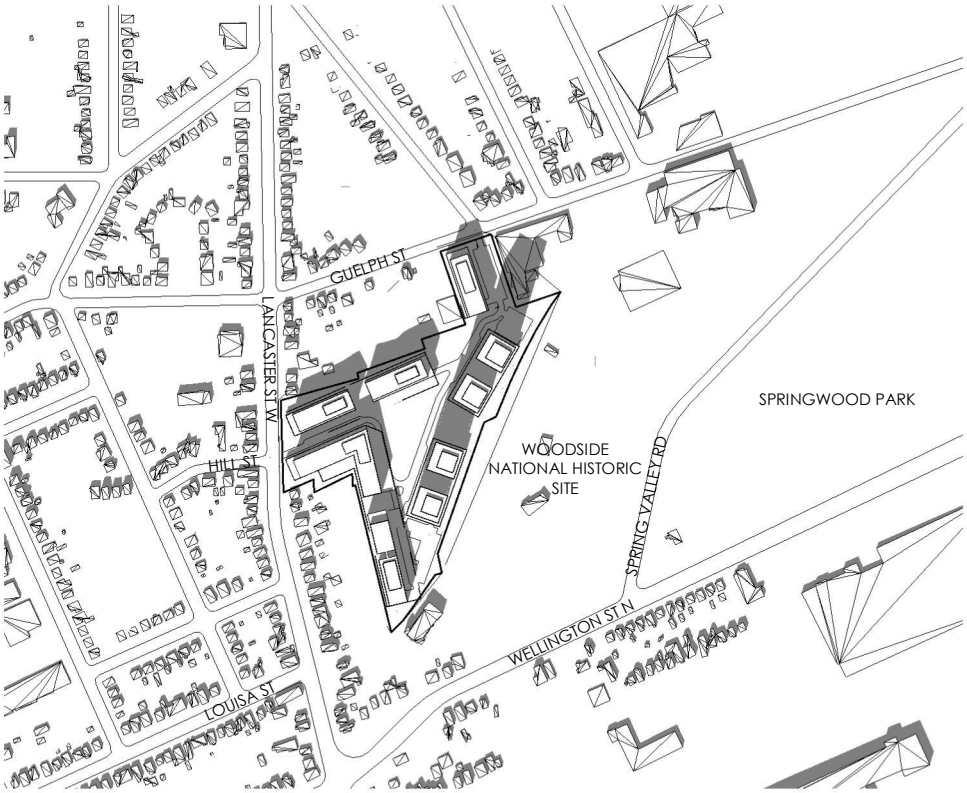 GUELPH ST
LANCASTER ST W
SPRINGWOOD PARK
WOODSIDE
NATIONAL HISTORIC
SITE
HILL ST
SPRING VALLEY RD
WELLINGTON ST N
LOUISA ST